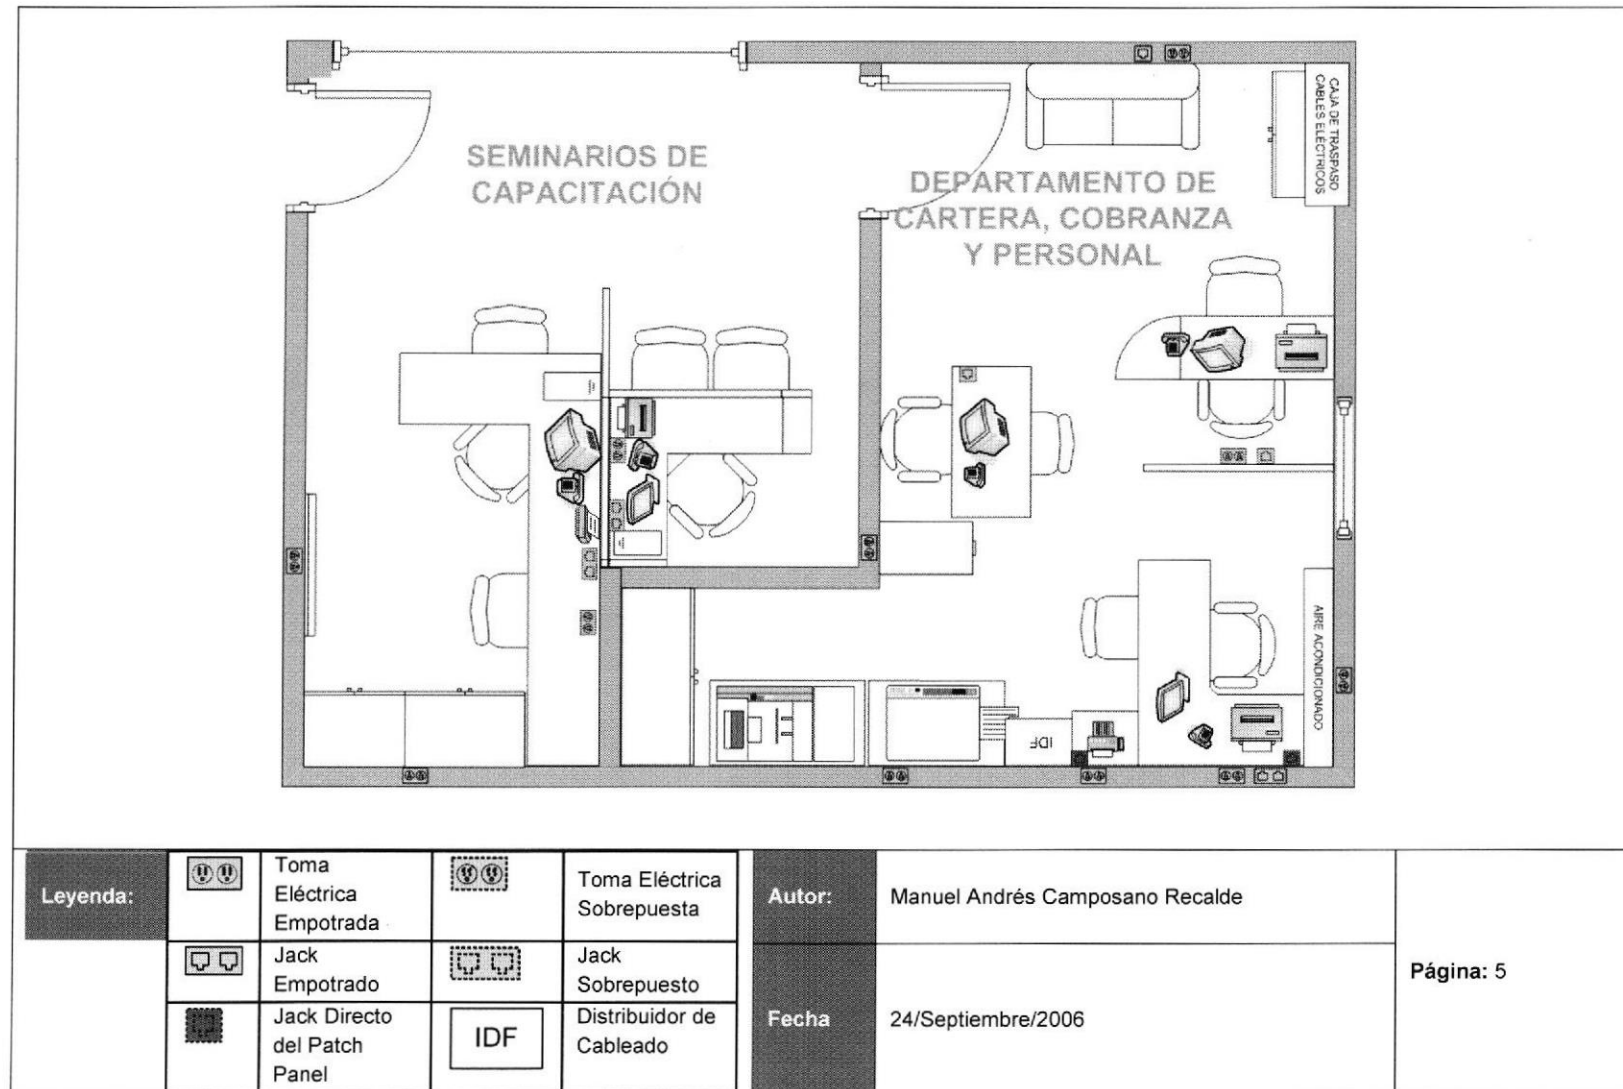 SEMINARIOS DE
CAPACITACIÓN
DEPARTAMENTO DE
CARTERA, COBRANZA
Y PERSONAL
CAJA DE TRASPASO
CABLES ELÉCTRICOS
AIRE ACONDICIONADO
IDF
Leyenda:
Toma
Eléctrica
Empotrada
Toma Eléctrica
Sobrepuesta
Jack
Empotrado
Jack
Sobrepuesto
Jack Directo
del Patch
Panel
IDF
Distribuidor de
Cableado
Autor:
Manuel Andrés Camposano Recalde
Fecha
24/Septiembre/2006
Página: 5